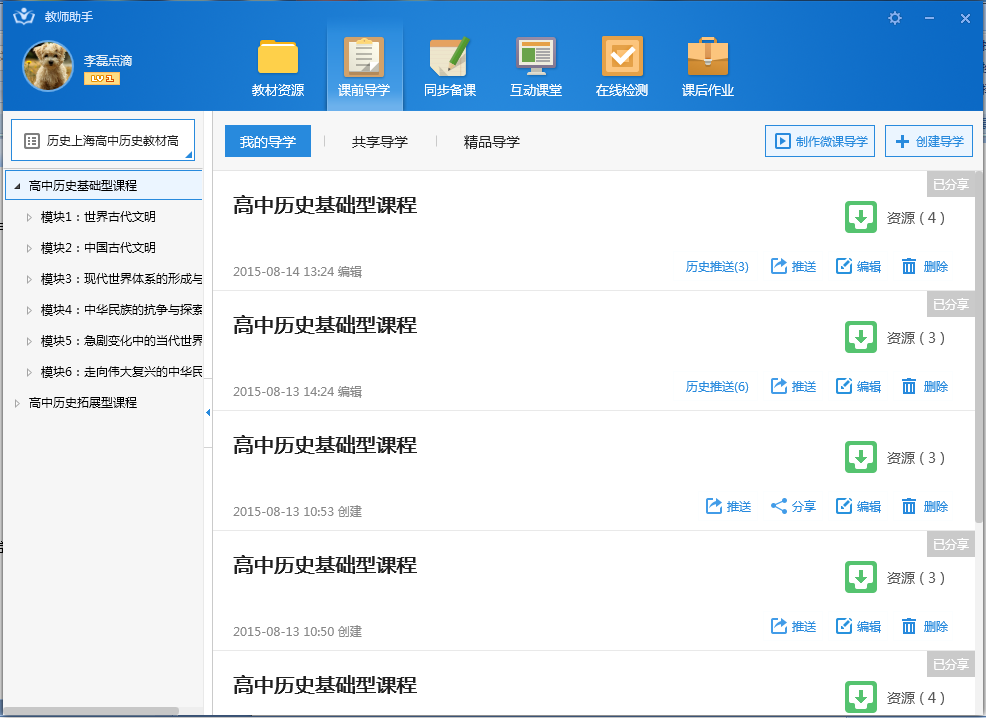 教师助手
李磊点滴
LV 1
教材资源
课前导学
同步备课
互动课堂
在线检测
课后作业
历史上海高中历史教材高
高中历史基础型课程
模块1：世界古代文明
模块2：中国古代文明
模块3：现代世界体系的形成与
模块4：中华民族的抗争与探索
模块5：急剧变化中的当代世界
模块6：走向伟大复兴的中华民
高中历史拓展型课程
我的导学
共享导学
精品导学
制作微课导学
创建导学
已分享
高中历史基础型课程
资源 ( 4 )
2015-08-14 13:24 编辑
历史推送(3) 推送 编辑 删除
已分享
高中历史基础型课程
资源 ( 3 )
2015-08-13 14:24 编辑
历史推送(6) 推送 编辑 删除
高中历史基础型课程
资源 ( 3 )
2015-08-13 10:53 创建
推送 分享 编辑 删除
已分享
高中历史基础型课程
资源 ( 3 )
2015-08-13 10:50 创建
推送 编辑 删除
已分享
高中历史基础型课程
资源 ( 4 )